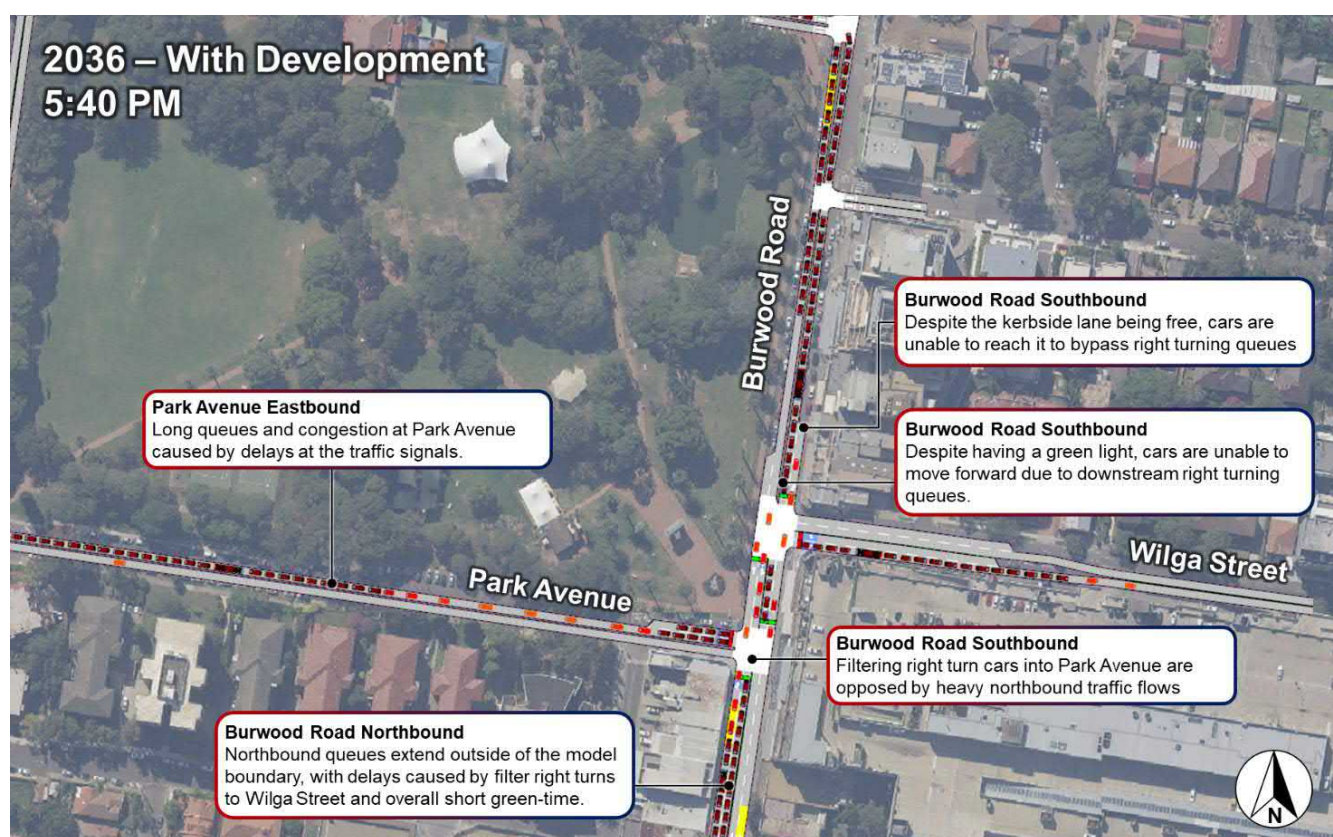 2036 – With Development
5:40 PM
Burwood Road
Burwood Road Southbound
Despite the kerbside lane being free, cars are
unable to reach it to bypass right turning queues
Park Avenue Eastbound
Long queues and congestion at Park Avenue
caused by delays at the traffic signals.
Burwood Road Southbound
Despite having a green light, cars are unable to
move forward due to downstream right turning
queues.
Wilga Street
Park Avenue
Burwood Road Southbound
Filtering right turn cars into Park Avenue are
opposed by heavy northbound traffic flows
Burwood Road Northbound
Northbound queues extend outside of the model
boundary, with delays caused by filter right turns
to Wilga Street and overall short green-time.
N